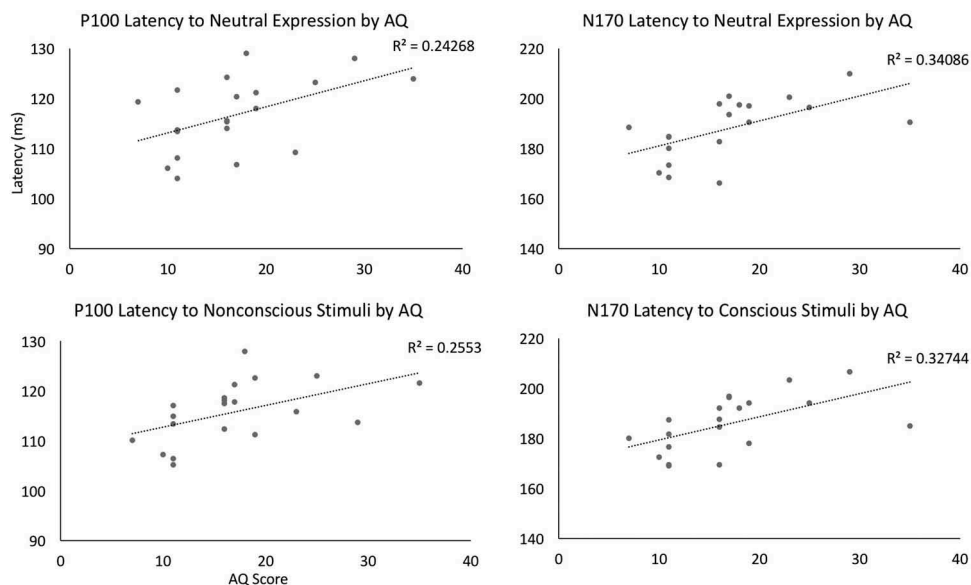 P100 Latency to Neutral Expression by AQ
R² = 0.24268
130
120
110
100
90
Latency (ms)
0 10 20 30 40
N170 Latency to Neutral Expression by AQ
R² = 0.34086
220
200
180
160
140
0 10 20 30 40
P100 Latency to Nonconscious Stimuli by AQ
R² = 0.2553
130
120
110
100
90
0 10 20 30 40
AQ Score
N170 Latency to Conscious Stimuli by AQ
R² = 0.32744
220
200
180
160
140
0 10 20 30 40